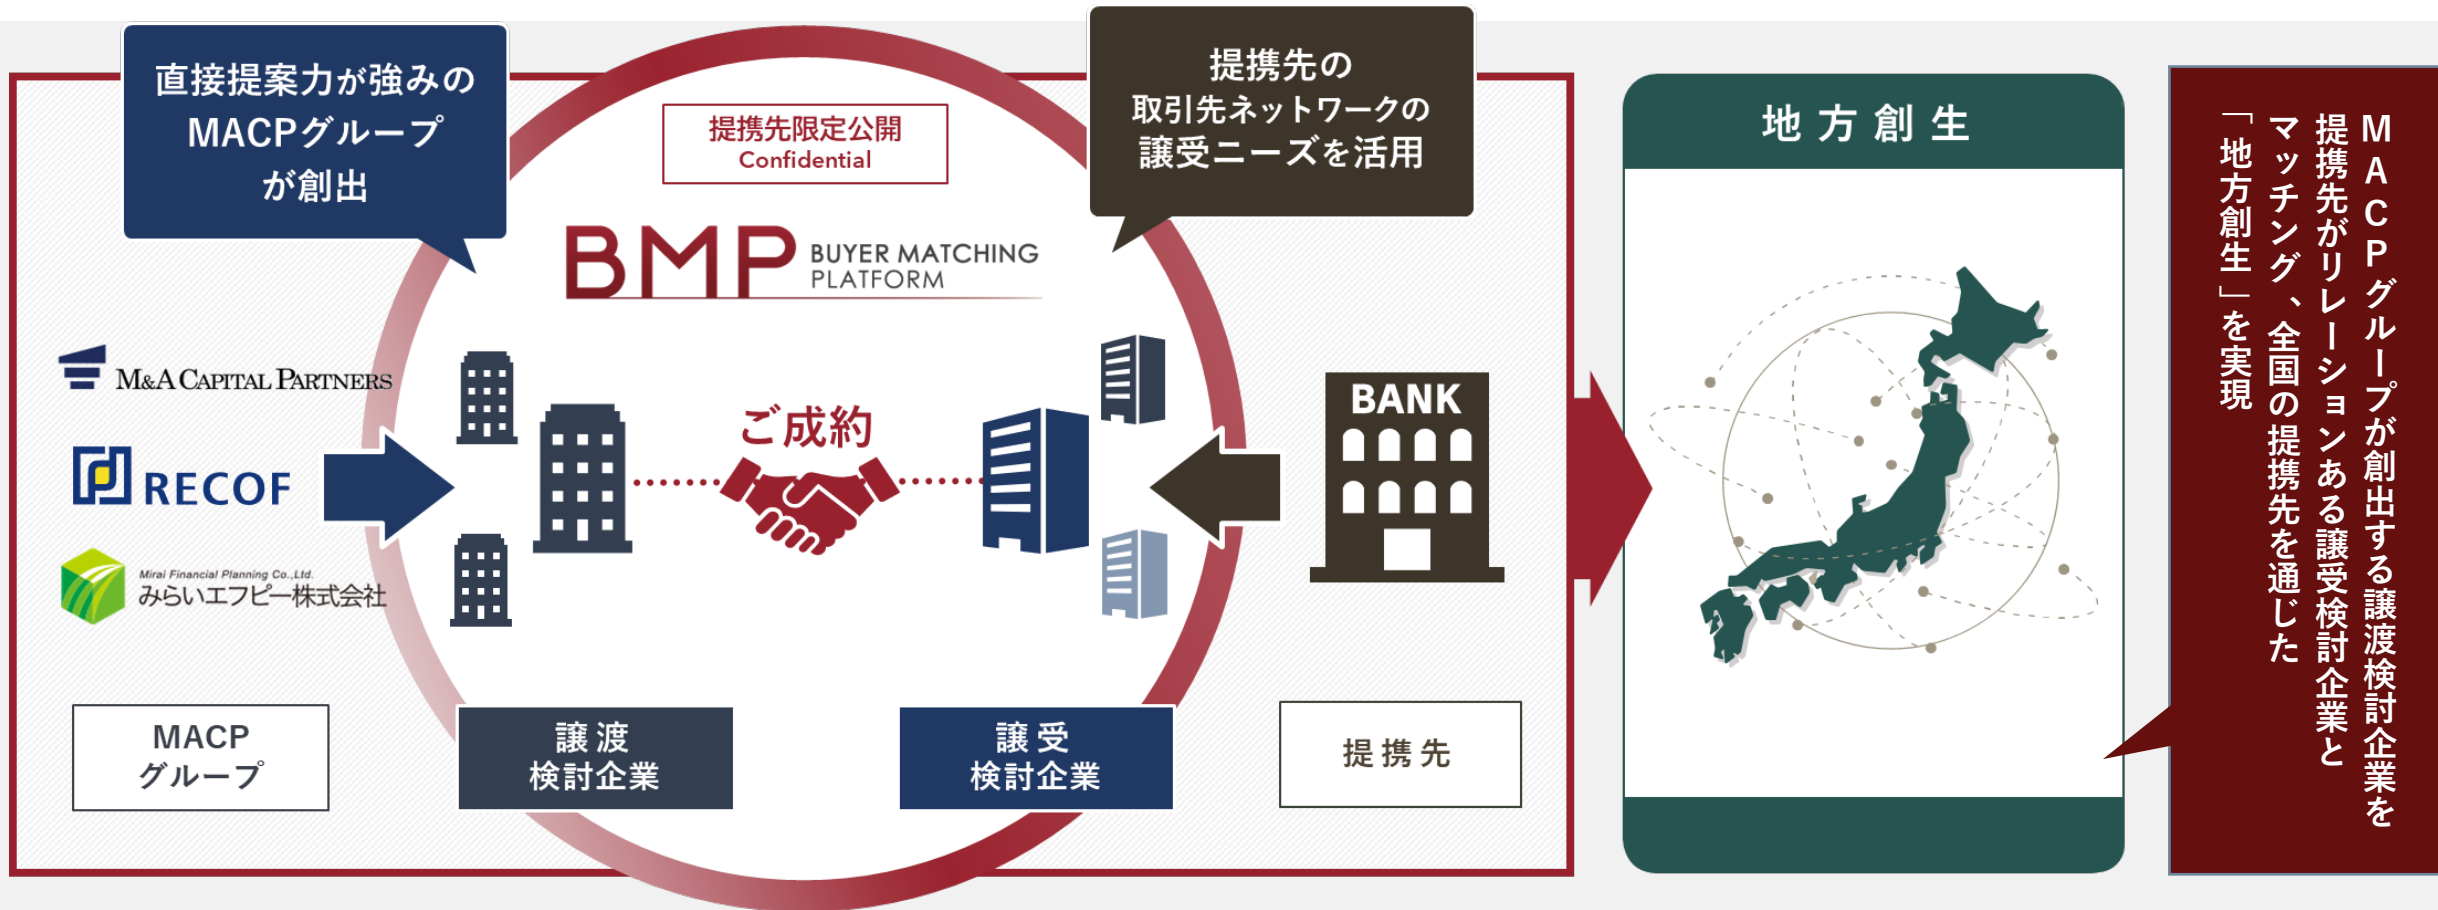 直接提案力が強みの
MACPグループ
が創出
提携先限定公開
Confidential
提携先の
取引先ネットワークの
譲受ニーズを活用
BMP BUYER MATCHING
PLATFORM
M&A CAPITAL PARTNERS
RECOF
Mirai Financial Planning Co.,Ltd.
みらいエフピー株式会社
ご成約
BANK
MACP
グループ
譲渡
検討企業
譲受
検討企業
提携先
地方創生
MACPグループが創出する譲渡検討企業を
提携先がリレーションある譲受検討企業と
マッチング、全国の提携先を通じた
「地方創生」を実現